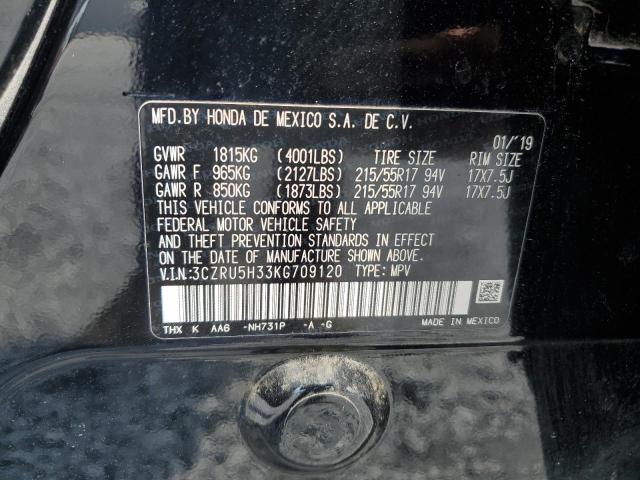 MFD.BY HONDA DE MEXICO S.A. DE C.V.
01/'19
GVWR 1815KG (4001LBS) TIRE SIZE RIM SIZE
GAWR F 965KG (2127LBS) 215/55R17 94V 17X7.5J
GAWR R 850KG (1873LBS) 215/55R17 94V 17X7.5J
THIS VEHICLE CONFORMS TO ALL APPLICABLE
FEDERAL MOTOR VEHICLE SAFETY
AND THEFT PREVENTION STANDARDS IN EFFECT
ON THE DATE OF MANUFACTURE SHOWN ABOVE.
V.I.N:3CZRU5H33KG709120 TYPE: MPV
THX K AA6 -NH731P -A -G MADE IN MEXICO